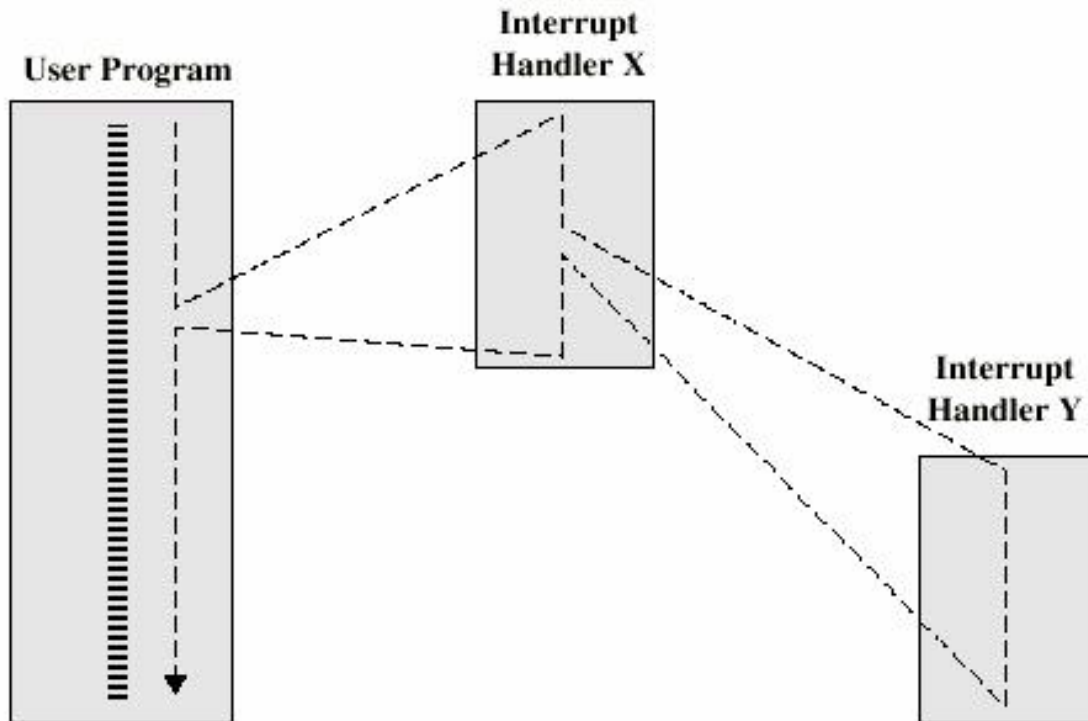 User Program
Interrupt
Handler X
Interrupt
Handler Y